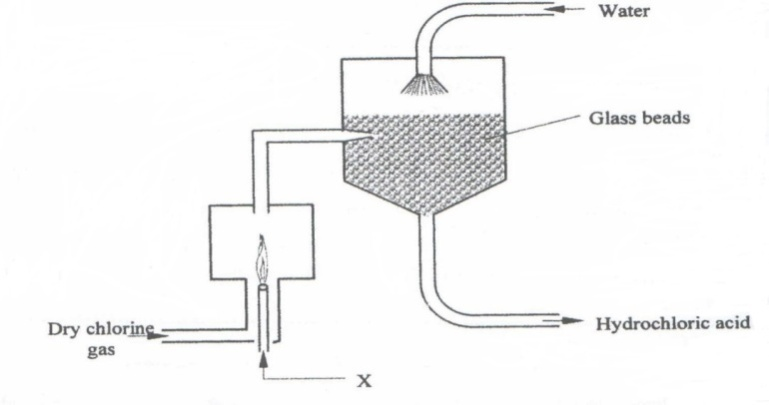 Water
Glass beads
Dry chlorine
gas
Hydrochloric acid
X